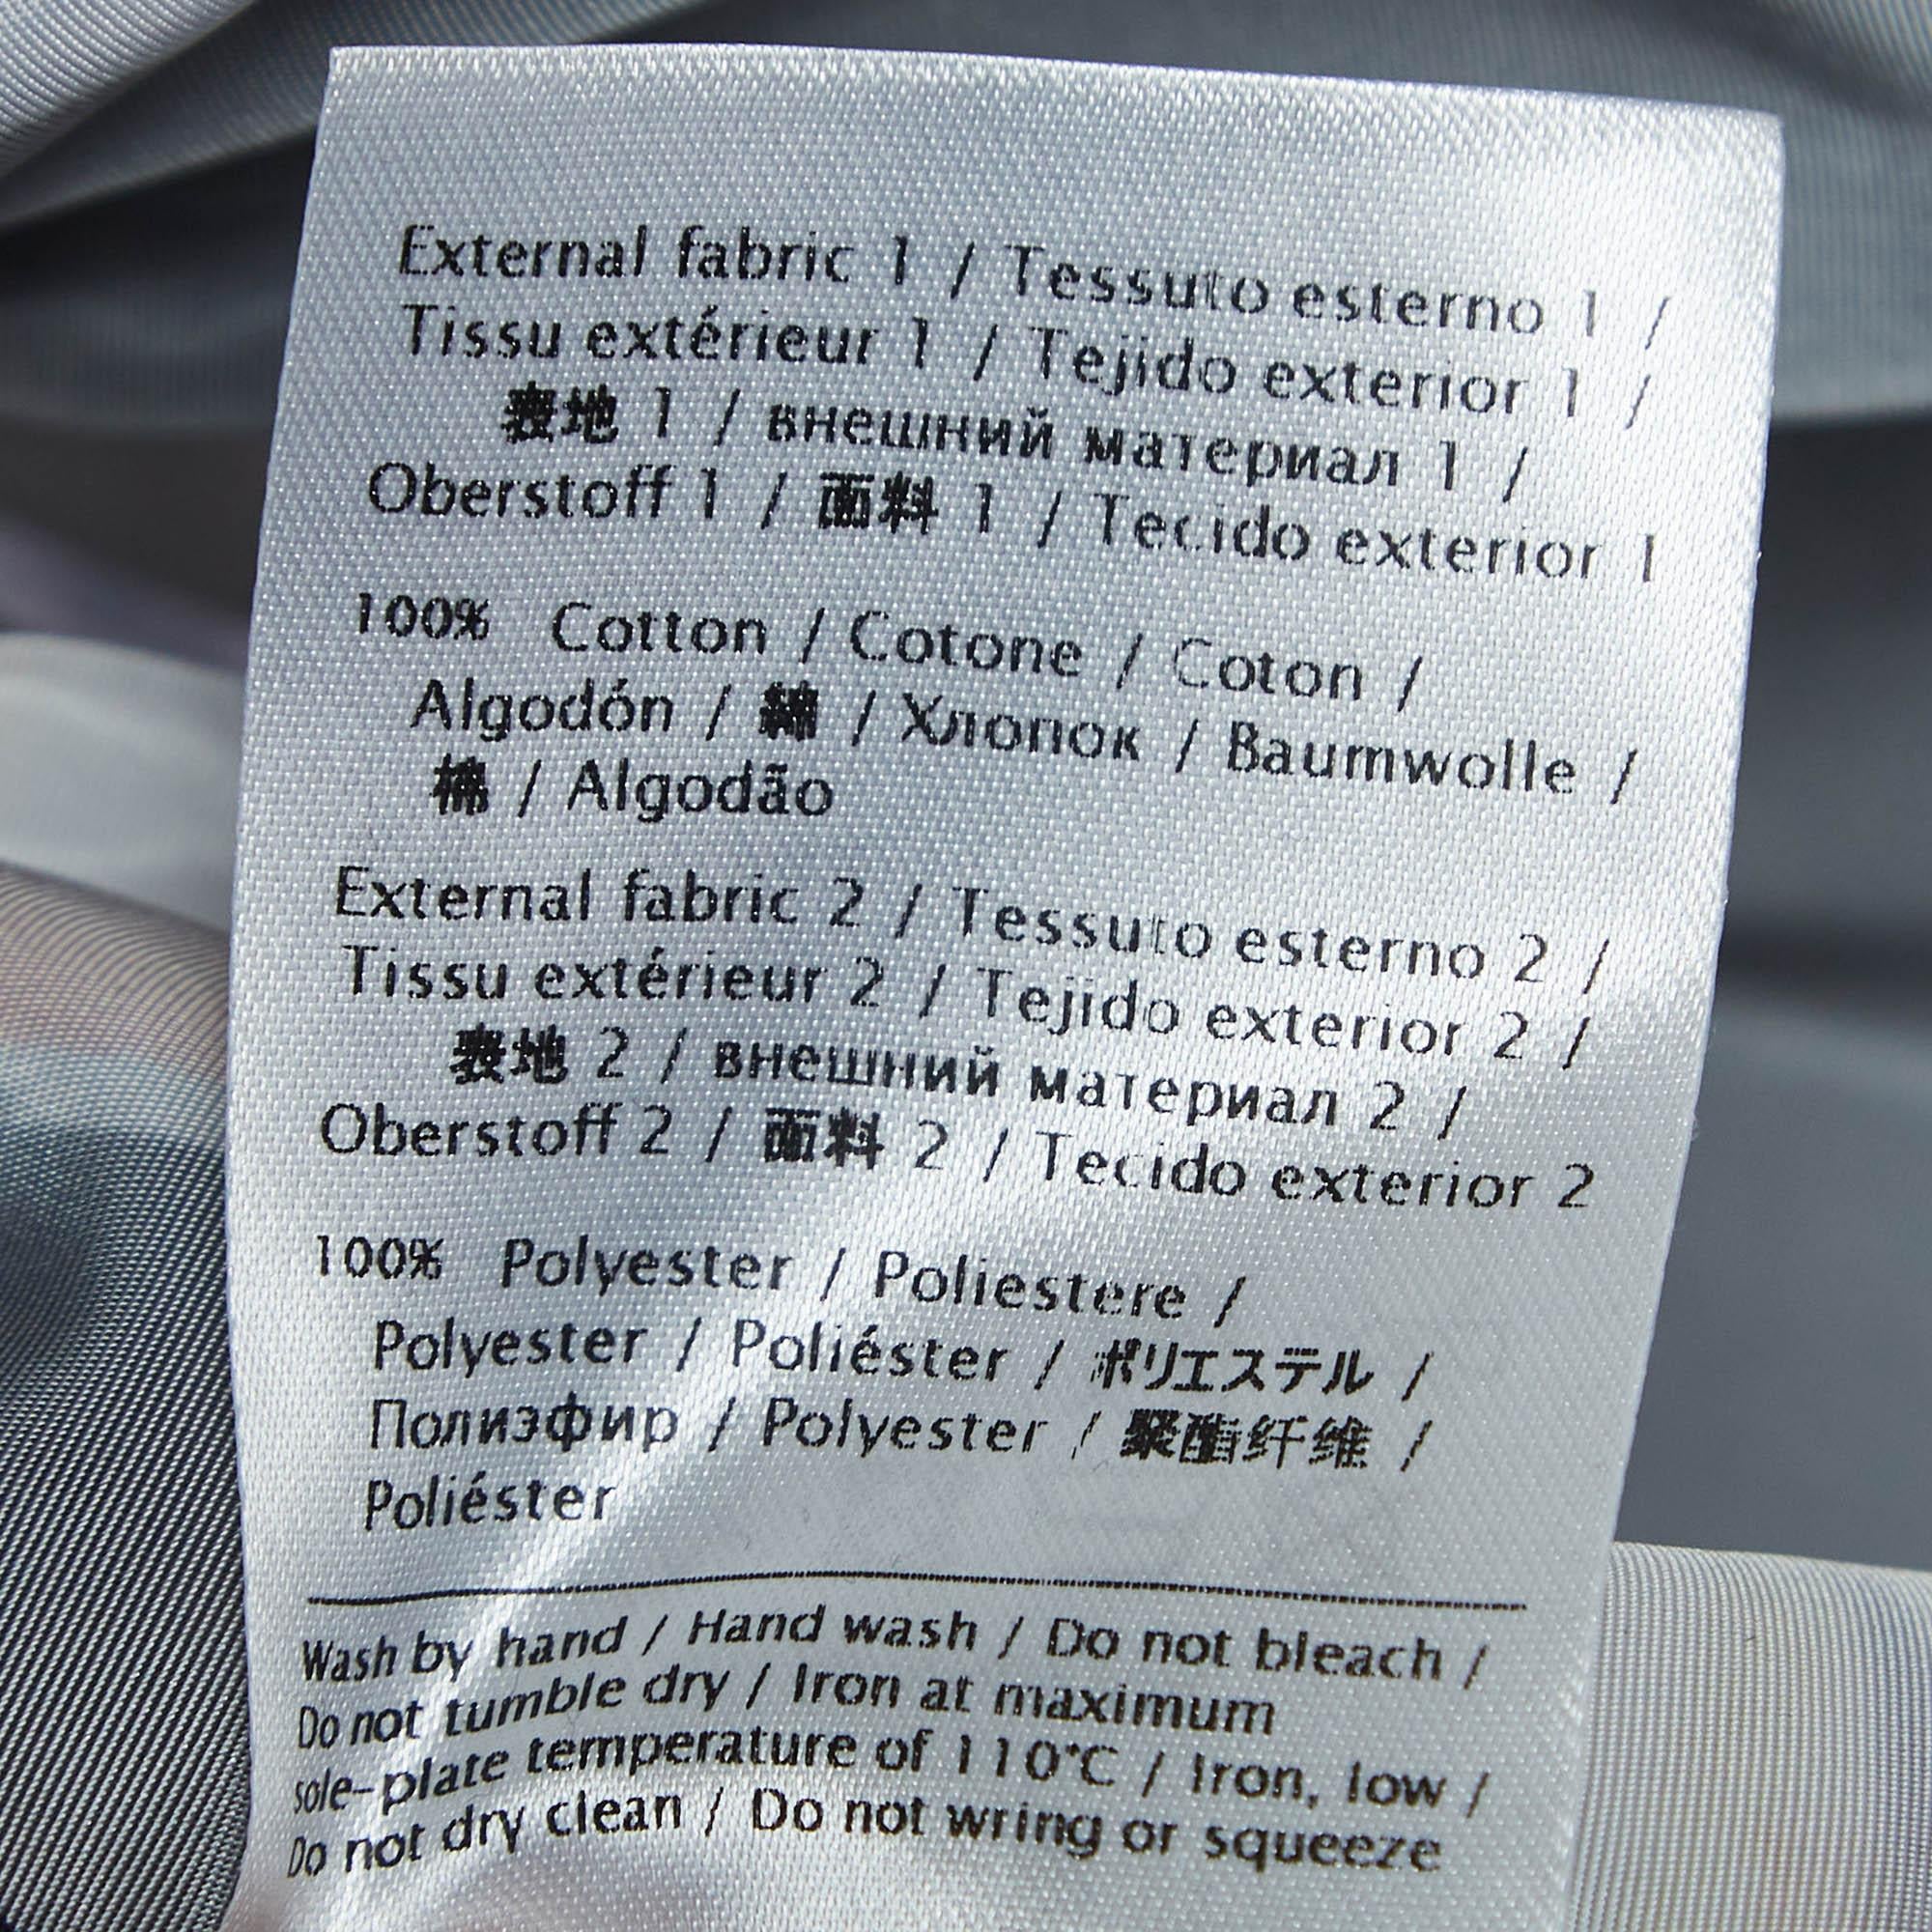 External fabric 1 / Tessuto esterno 1 /
Tissu extérieur 1 / Tejido exterior 1 /
表地 1 / внешний материал 1 /
Oberstoff 1 / 面料 1 / Tecido exterior 1
100% Cotton / Cotone / Coton /
Algodón / 綿 / Хлопок / Baumwolle /
棉 / Algodão
External fabric 2 / Tessuto esterno 2 /
Tissu extérieur 2 / Tejido exterior 2 /
表地 2 / внешний материал 2 /
Oberstoff 2 / 面料 2 / Tecido exterior 2
100% Polyester / Poliestere /
Polyester / Poliéster / ポリエステル /
Полиэфир / Polyester / 聚酯纤维 /
Poliéster
Wash by hand / Hand wash / Do not bleach /
Do not tumble dry / Iron at maximum
sole-plate temperature of 110°C / Iron, low /
Do not dry clean / Do not wring or squeeze